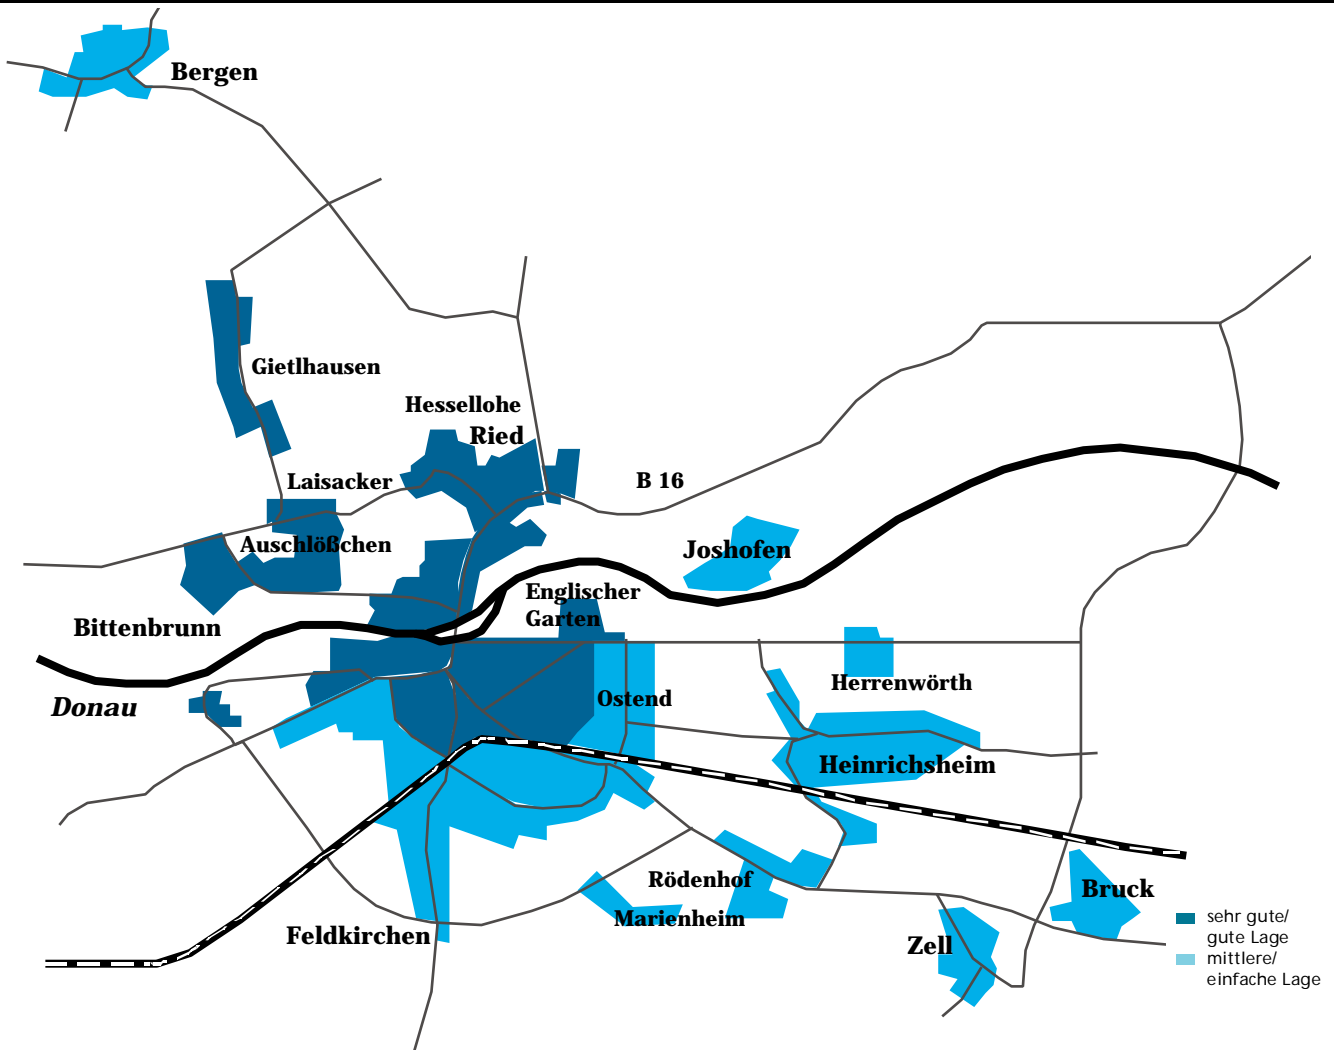 Bergen
Gietlhausen
Hessellohe
Ried
Laisacker
B 16
Auschlößchen
Joshofen
Englischer
Garten
Bittenbrunn
Herrenwörth
Ostend
Donau
Heinrichsheim
Rödenhof
Bruck
Marienheim
Feldkirchen
Zell
sehr gute/
gute Lage
mittlere/
einfache Lage